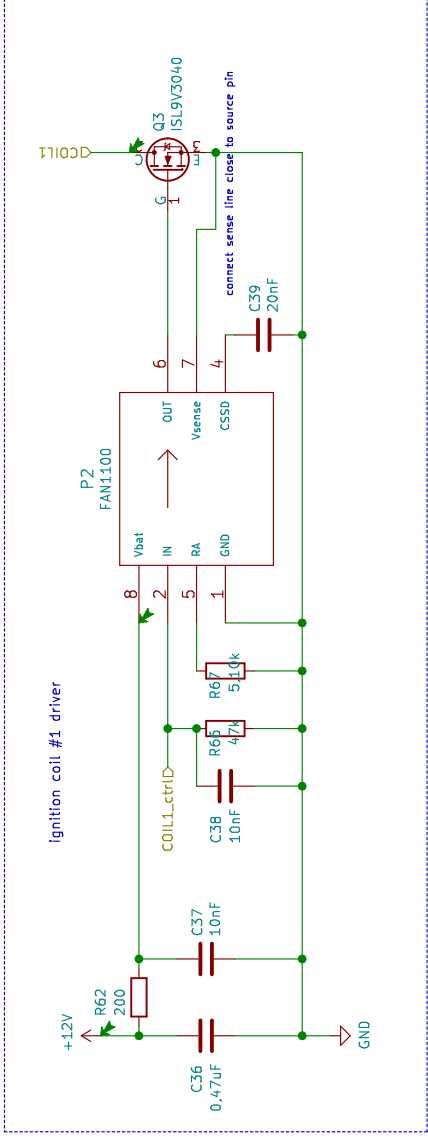 ignition coil #1 driver
+12V
R62
200
C36
0,47uF
C37
10nF
GND
COIL1_ctrl
C38
10nF
R66
47k
R67
5,10k
8
2
5
1
Vbat
IN
RA
GND
P2
FAN1100
OUT
Vsense
CSSD
6
7
4
C39
20nF
connect sense line close to source pin
G
1
C
E
Q3
ISL9V3040
COIL1